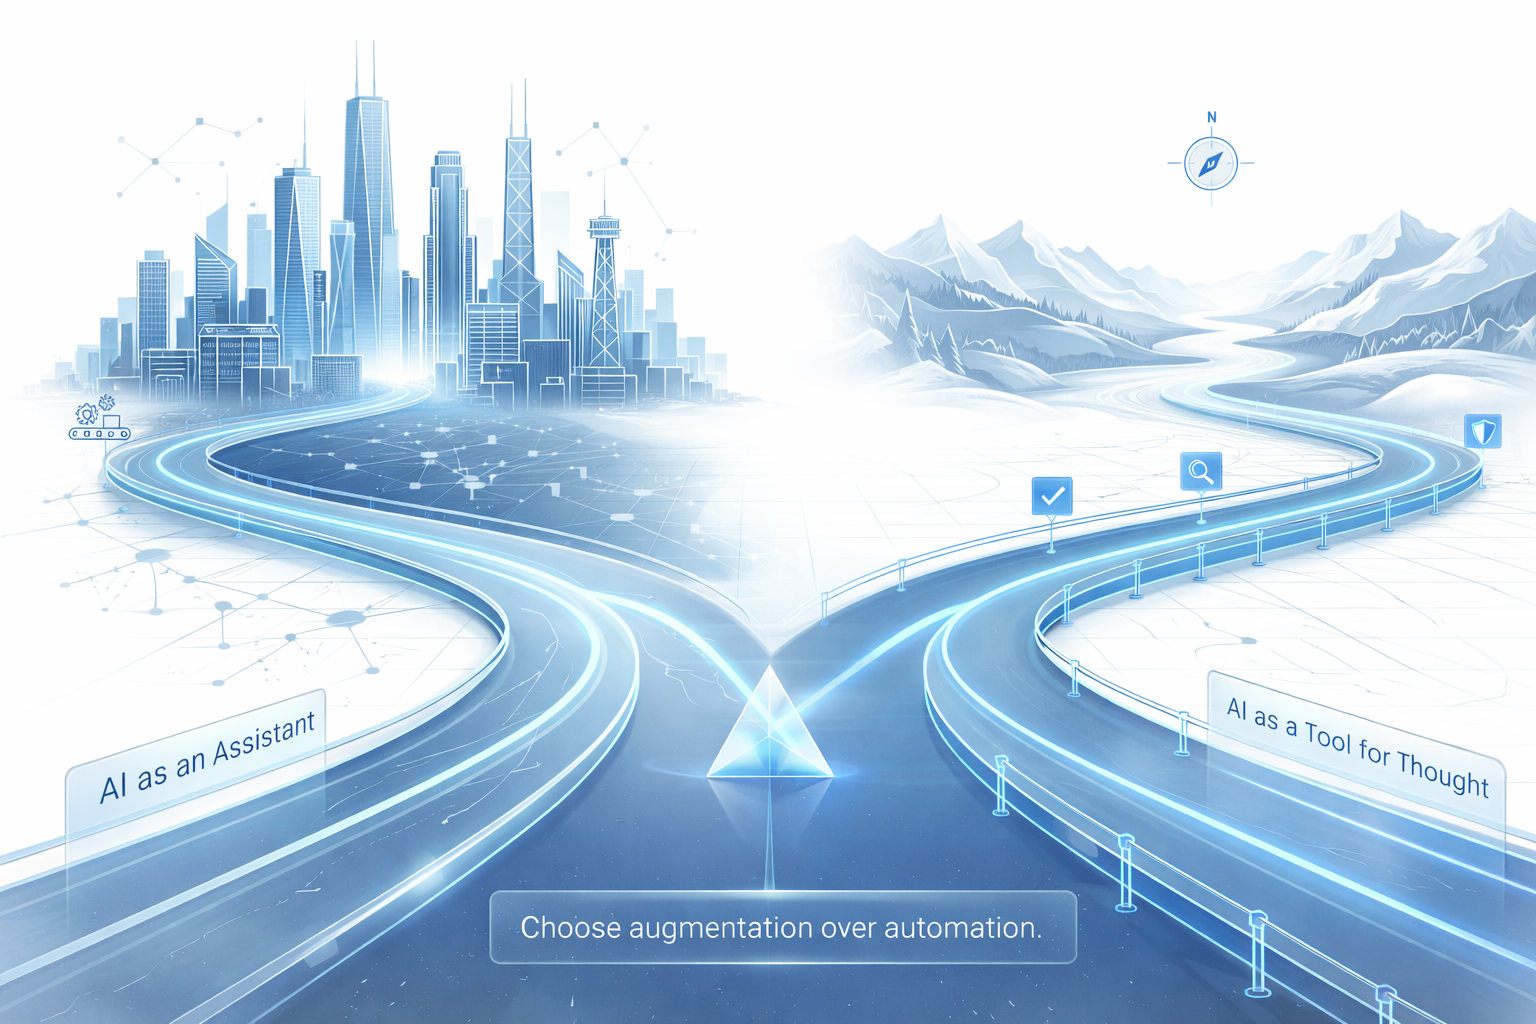 N
AI as an Assistant
AI as a Tool for Thought
Choose augmentation over automation.